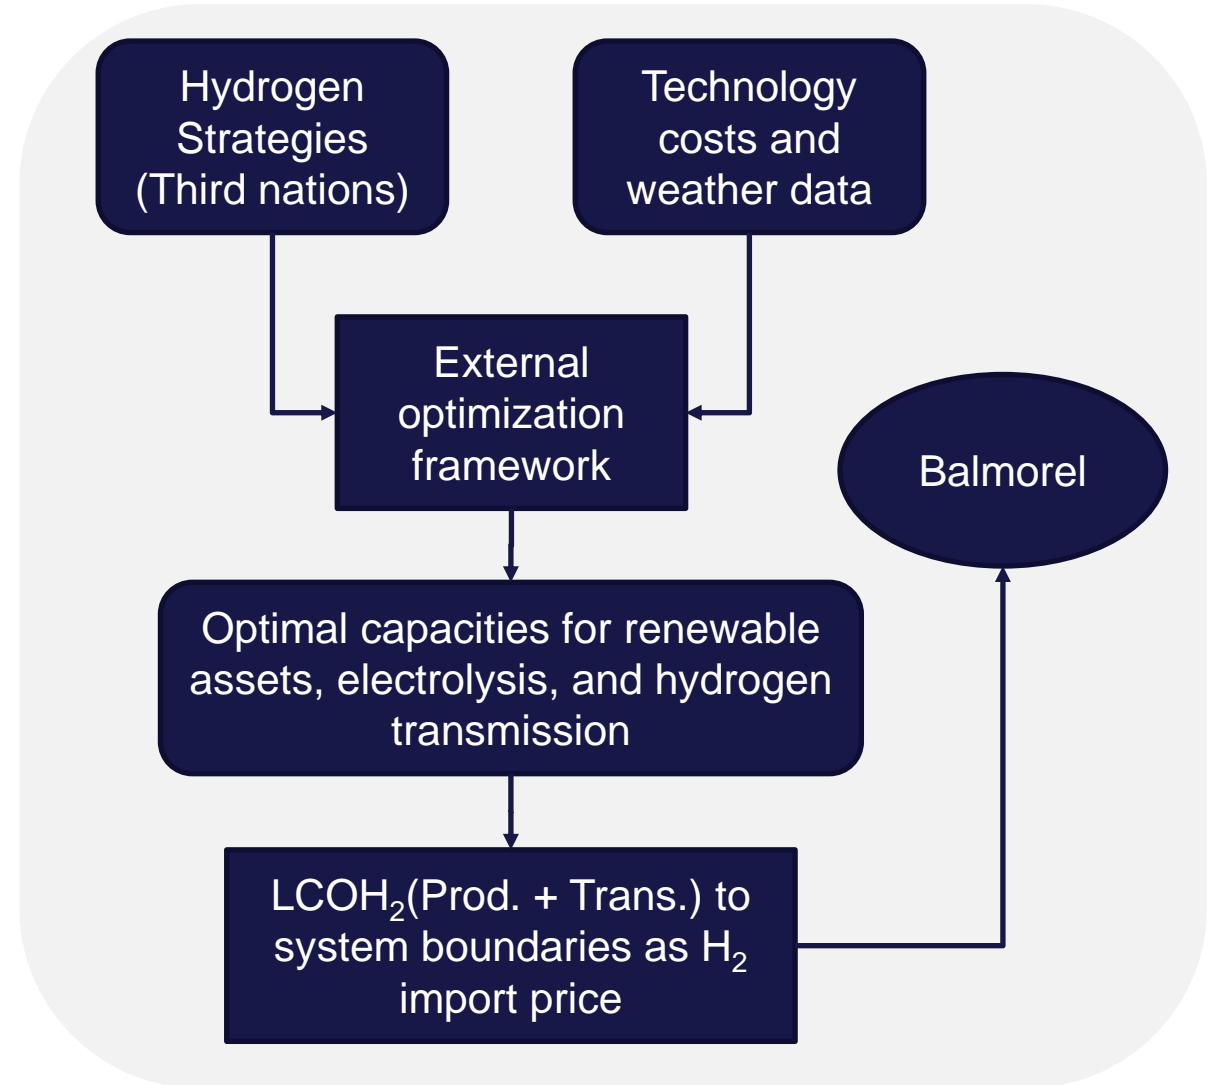 Hydrogen
Strategies
(Third nations)
Technology
costs and
weather data
External
optimization
framework
Balmorel
Optimal capacities for renewable
assets, electrolysis, and hydrogen
transmission
LCOH₂(Prod. + Trans.) to
system boundaries as H₂
import price